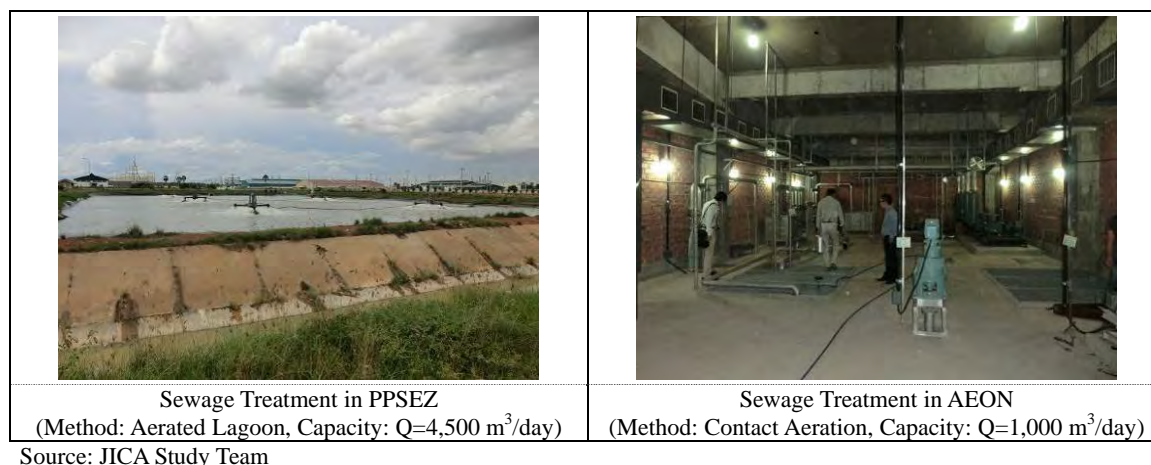 Sewage Treatment in PPSEZ
(Method: Aerated Lagoon, Capacity: Q=4,500 m³/day)
Sewage Treatment in AEON
(Method: Contact Aeration, Capacity: Q=1,000 m³/day)
Source: JICA Study Team